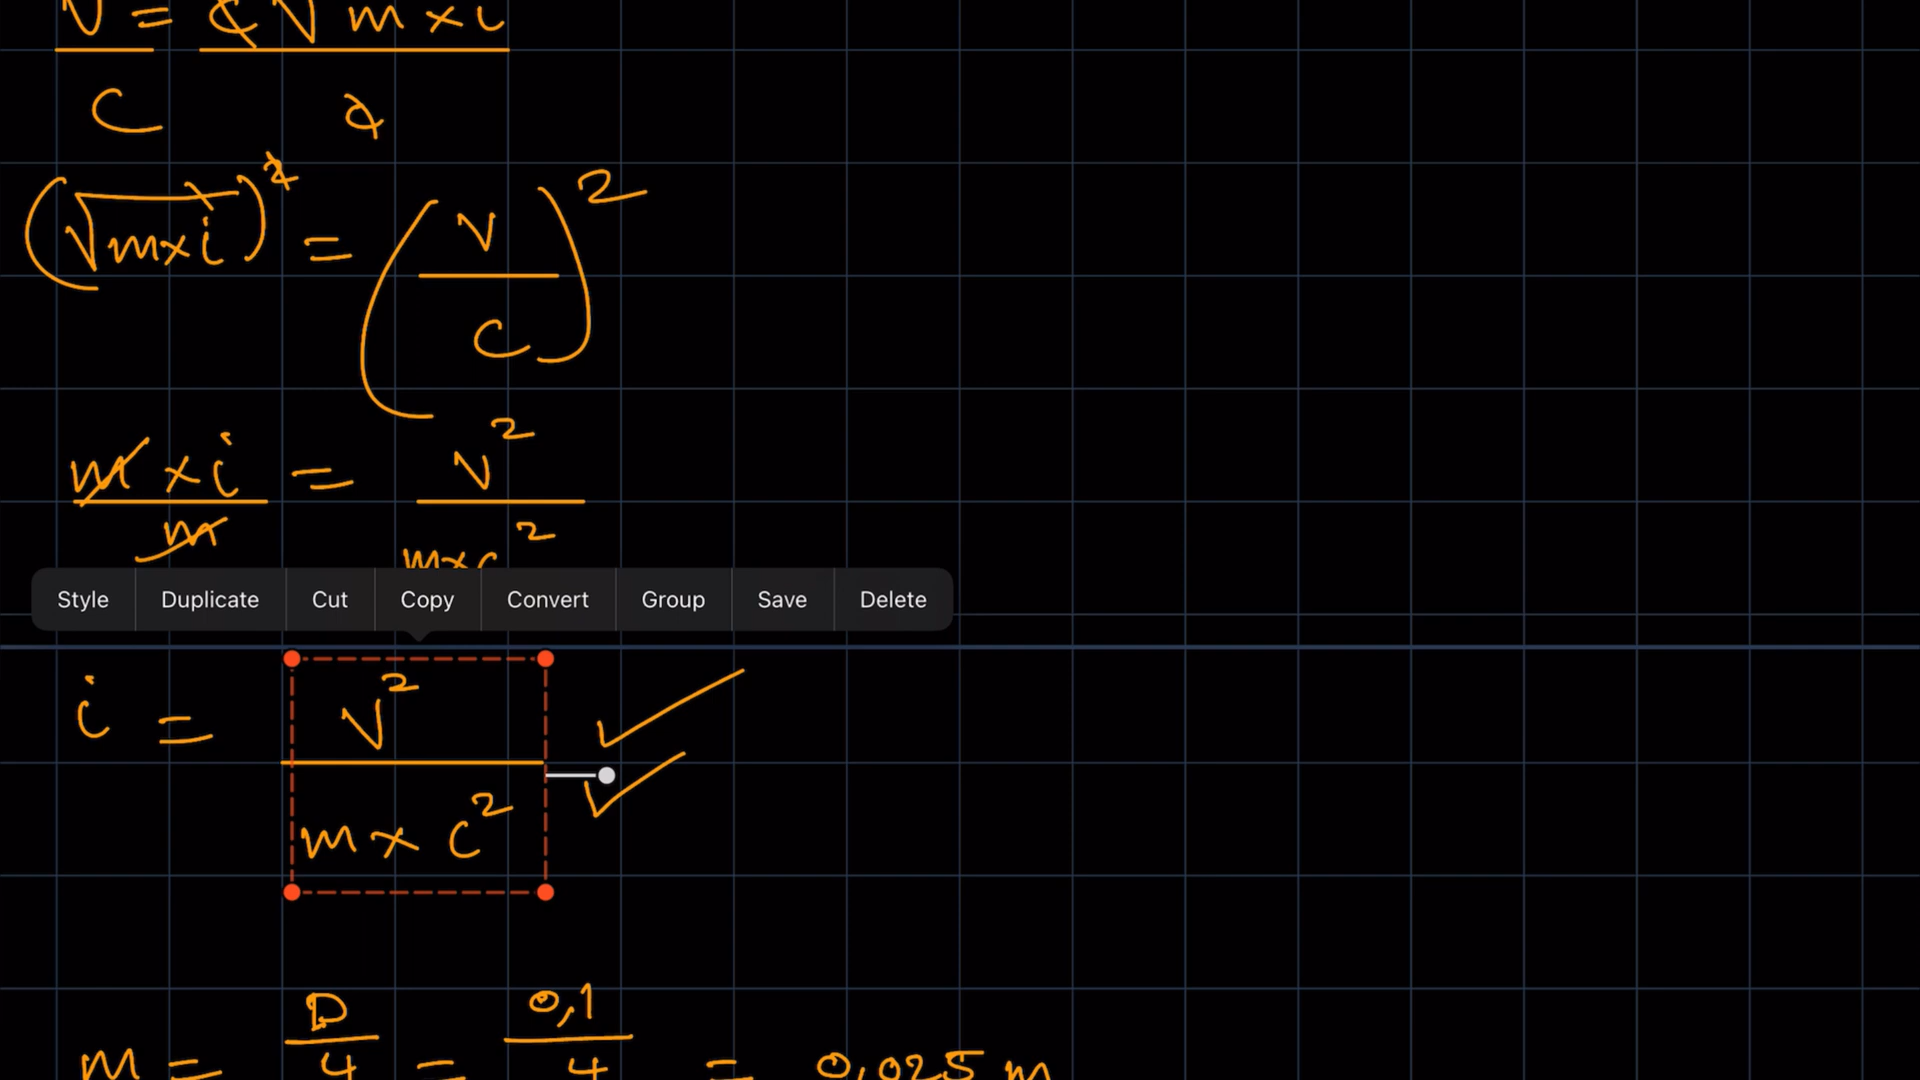 V = C √ m × i
C C
(√m×i)² = (V / C)²
m × i = V²
m m×c²
Style Duplicate Cut Copy Convert Group Save Delete
i = V²
m × c²
m = D/4 = 0,1/4 = 0,025 m